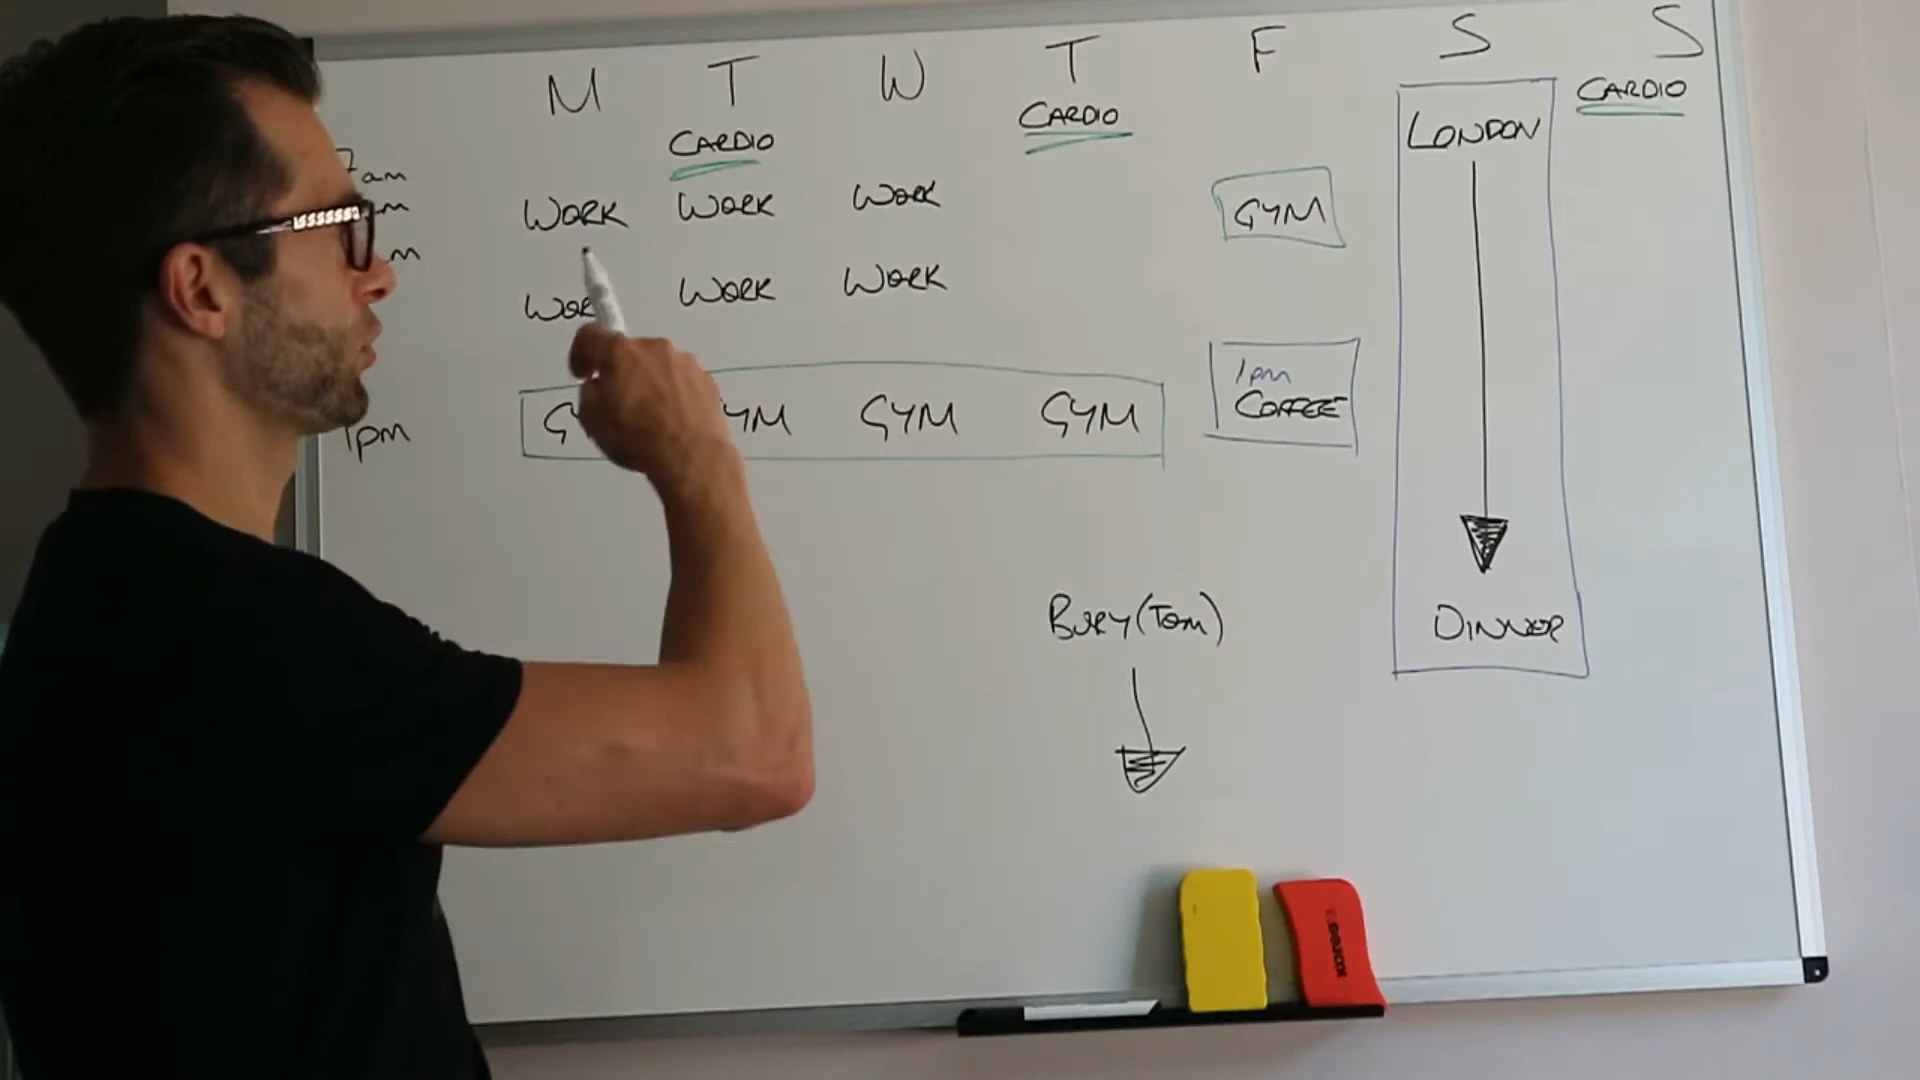 M T W T F S S
CARDIO CARDIO CARDIO
7am
WORK WORK WORK
WORK WORK WORK
GYM
LONDON
1pm GYM GYM GYM
1pm
COFFEE
BURY (TOM)
DINNER
KORES